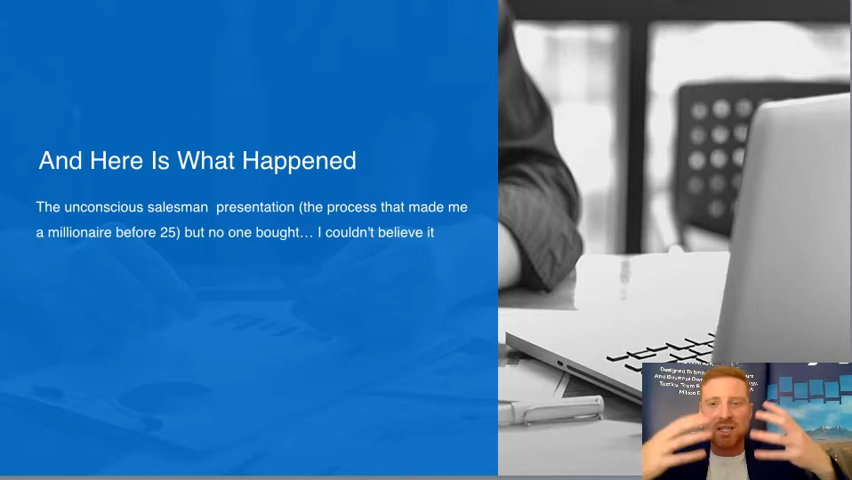 And Here Is What Happened
The unconscious salesman  presentation (the process that made me
a millionaire before 25) but no one bought... I couldn't believe it